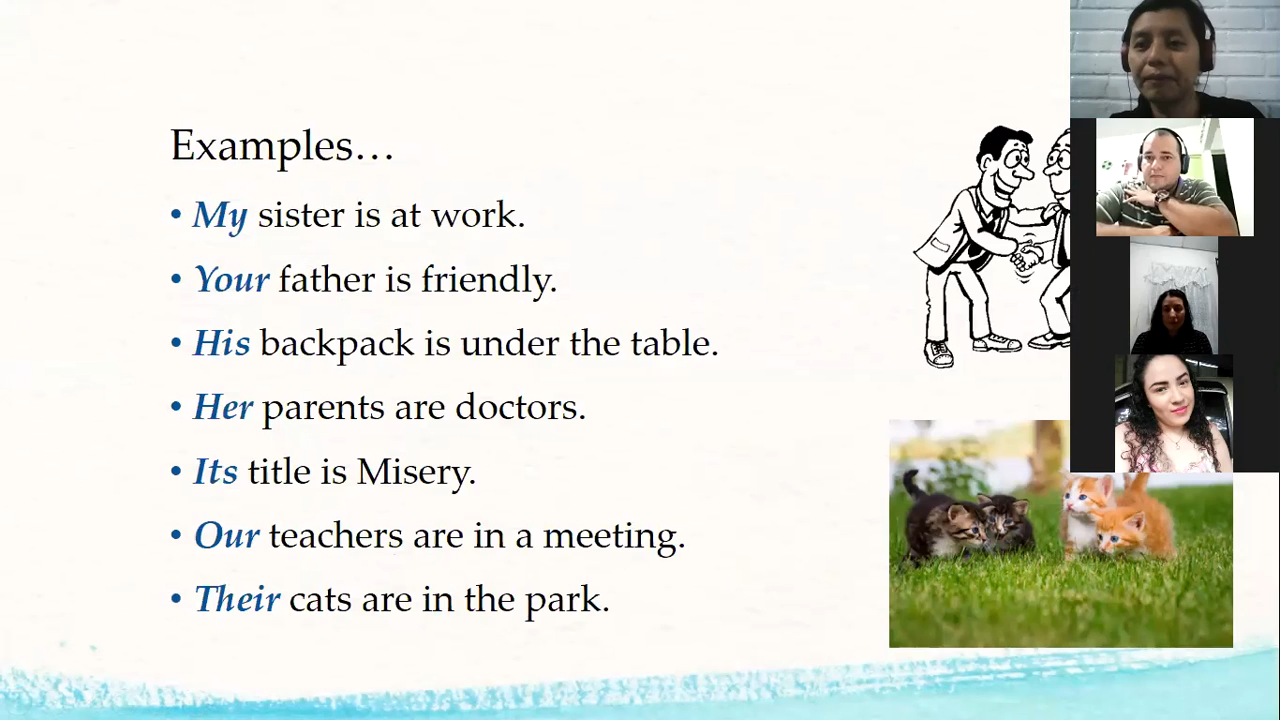 Examples…
• My sister is at work.
• Your father is friendly.
• His backpack is under the table.
• Her parents are doctors.
• Its title is Misery.
• Our teachers are in a meeting.
• Their cats are in the park.